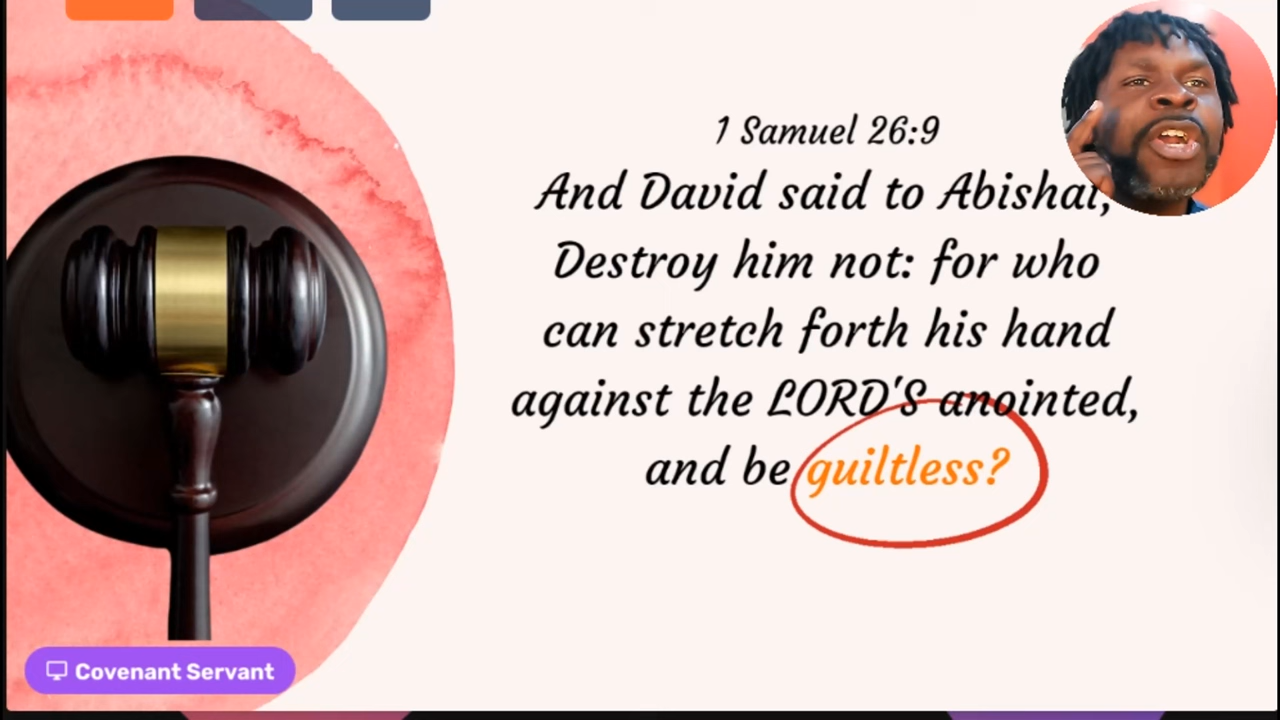 1 Samuel 26:9
And David said to Abishai,
Destroy him not: for who
can stretch forth his hand
against the LORD'S anointed,
and be guiltless?
Covenant Servant